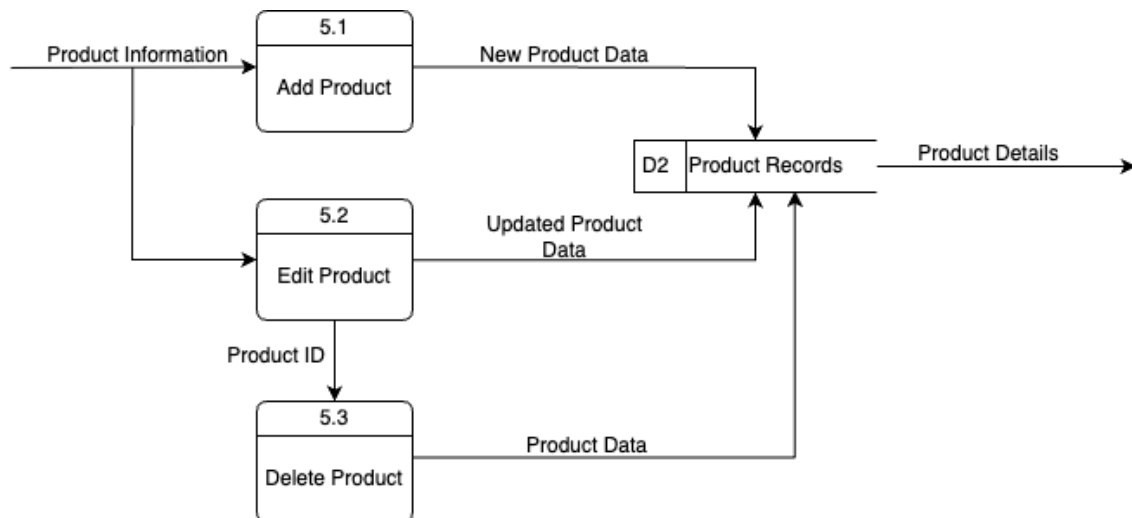 5.1
Product Information
New Product Data
Add Product
D2
Product Records
Product Details
5.2
Updated Product
Data
Edit Product
Product ID
5.3
Product Data
Delete Product